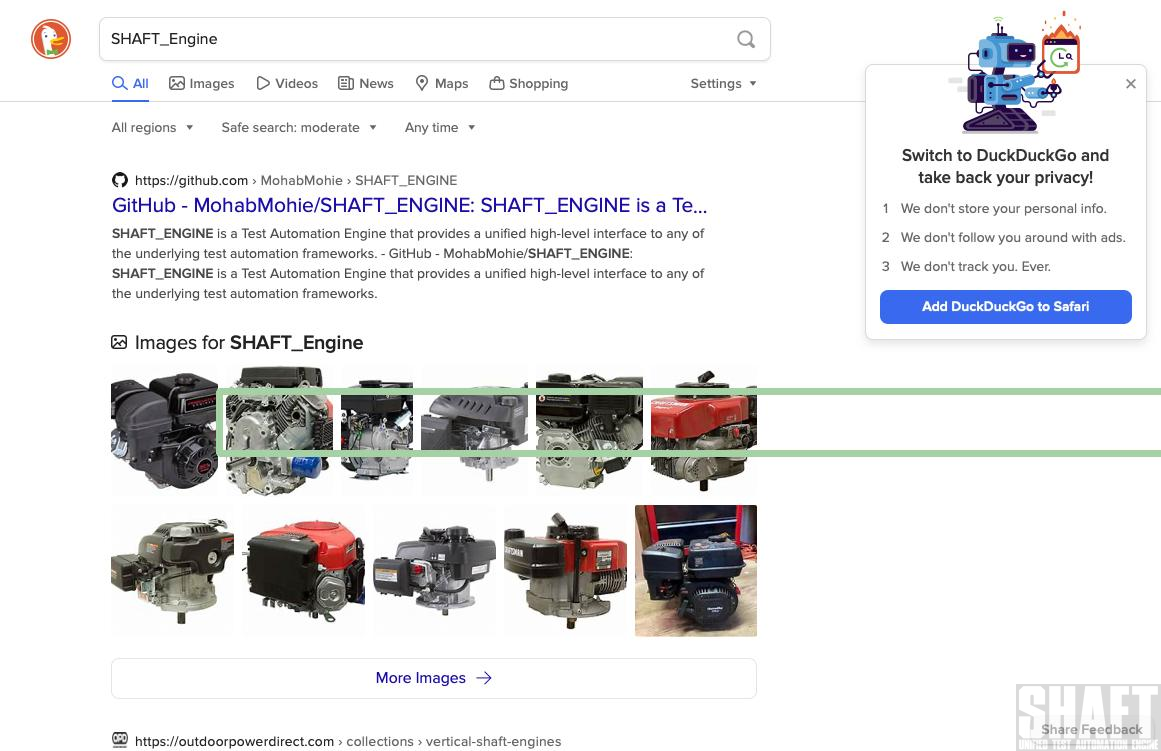 SHAFT_Engine
All
Images
Videos
News
Maps
Shopping
Settings
All regions
Safe search: moderate
Any time
https://github.com › MohabMohie › SHAFT_ENGINE
GitHub - MohabMohie/SHAFT_ENGINE: SHAFT_ENGINE is a Te...
SHAFT_ENGINE is a Test Automation Engine that provides a unified high-level interface to any of
the underlying test automation frameworks. - GitHub - MohabMohie/SHAFT_ENGINE:
SHAFT_ENGINE is a Test Automation Engine that provides a unified high-level interface to any of
the underlying test automation frameworks.
Images for SHAFT_Engine
CRAFTSMAN
More Images
https://outdoorpowerdirect.com › collections › vertical-shaft-engines
Switch to DuckDuckGo and
take back your privacy!
1 We don't store your personal info.
2 We don't follow you around with ads.
3 We don't track you. Ever.
Add DuckDuckGo to Safari
SHAFT
Share Feedback